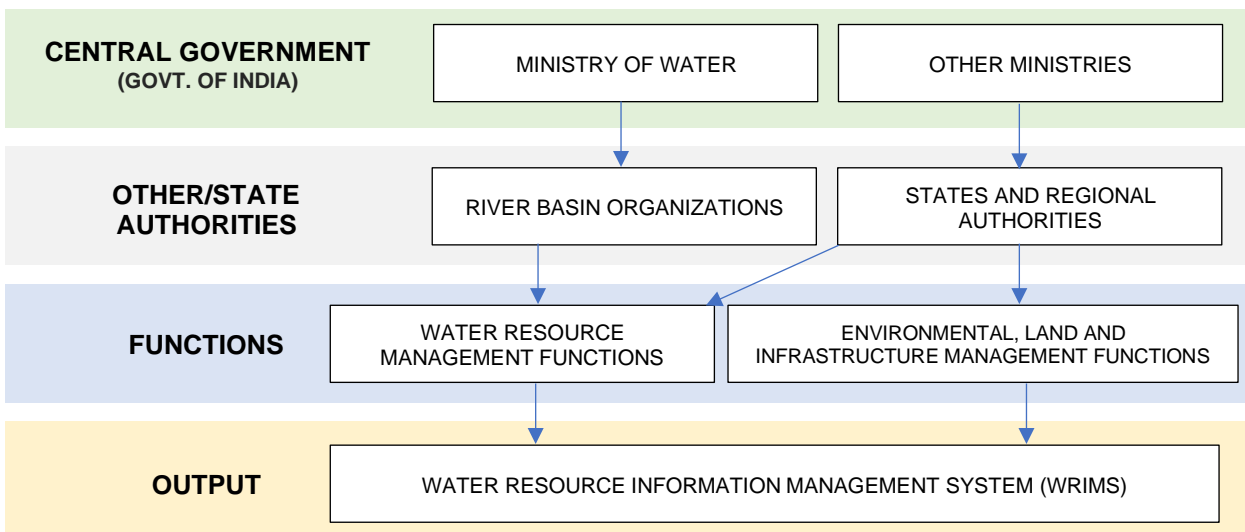 CENTRAL GOVERNMENT
(GOVT. OF INDIA)
MINISTRY OF WATER
OTHER MINISTRIES
OTHER/STATE
AUTHORITIES
RIVER BASIN ORGANIZATIONS
STATES AND REGIONAL
AUTHORITIES
FUNCTIONS
WATER RESOURCE
MANAGEMENT FUNCTIONS
ENVIRONMENTAL, LAND AND
INFRASTRUCTURE MANAGEMENT FUNCTIONS
OUTPUT
WATER RESOURCE INFORMATION MANAGEMENT SYSTEM (WRIMS)